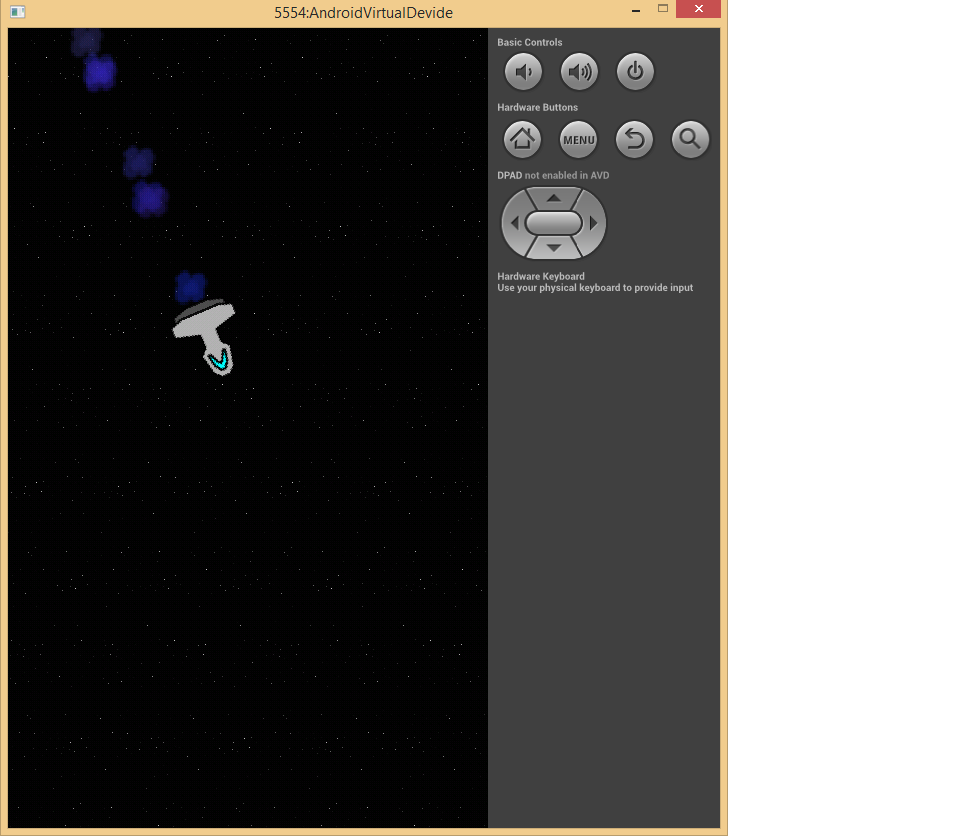 5554:AndroidVirtualDevide
Basic Controls
Hardware Buttons
MENU
DPAD not enabled in AVD
Hardware Keyboard
Use your physical keyboard to provide input